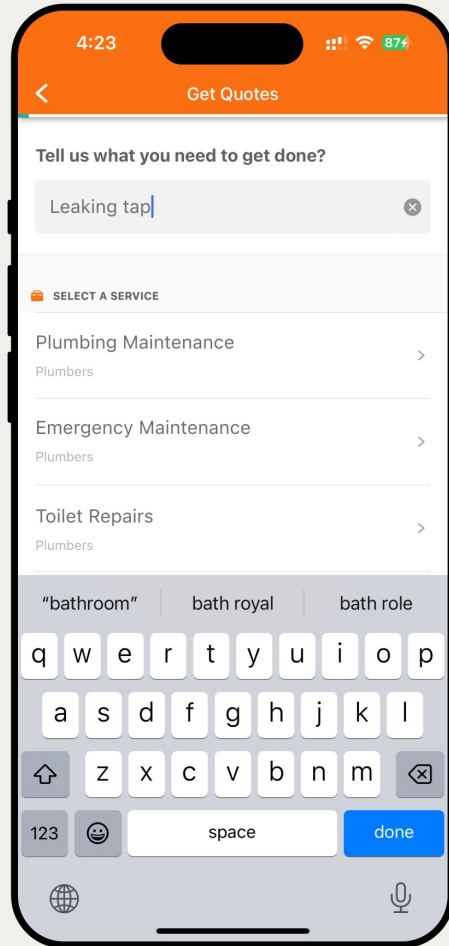 4:23
87
Get Quotes
Tell us what you need to get done?
Leaking tap
SELECT A SERVICE
Plumbing Maintenance
Plumbers
Emergency Maintenance
Plumbers
Toilet Repairs
Plumbers
“bathroom” bath royal bath role
q w e r t y u i o p
a s d f g h j k l
z x c v b n m
123 space done